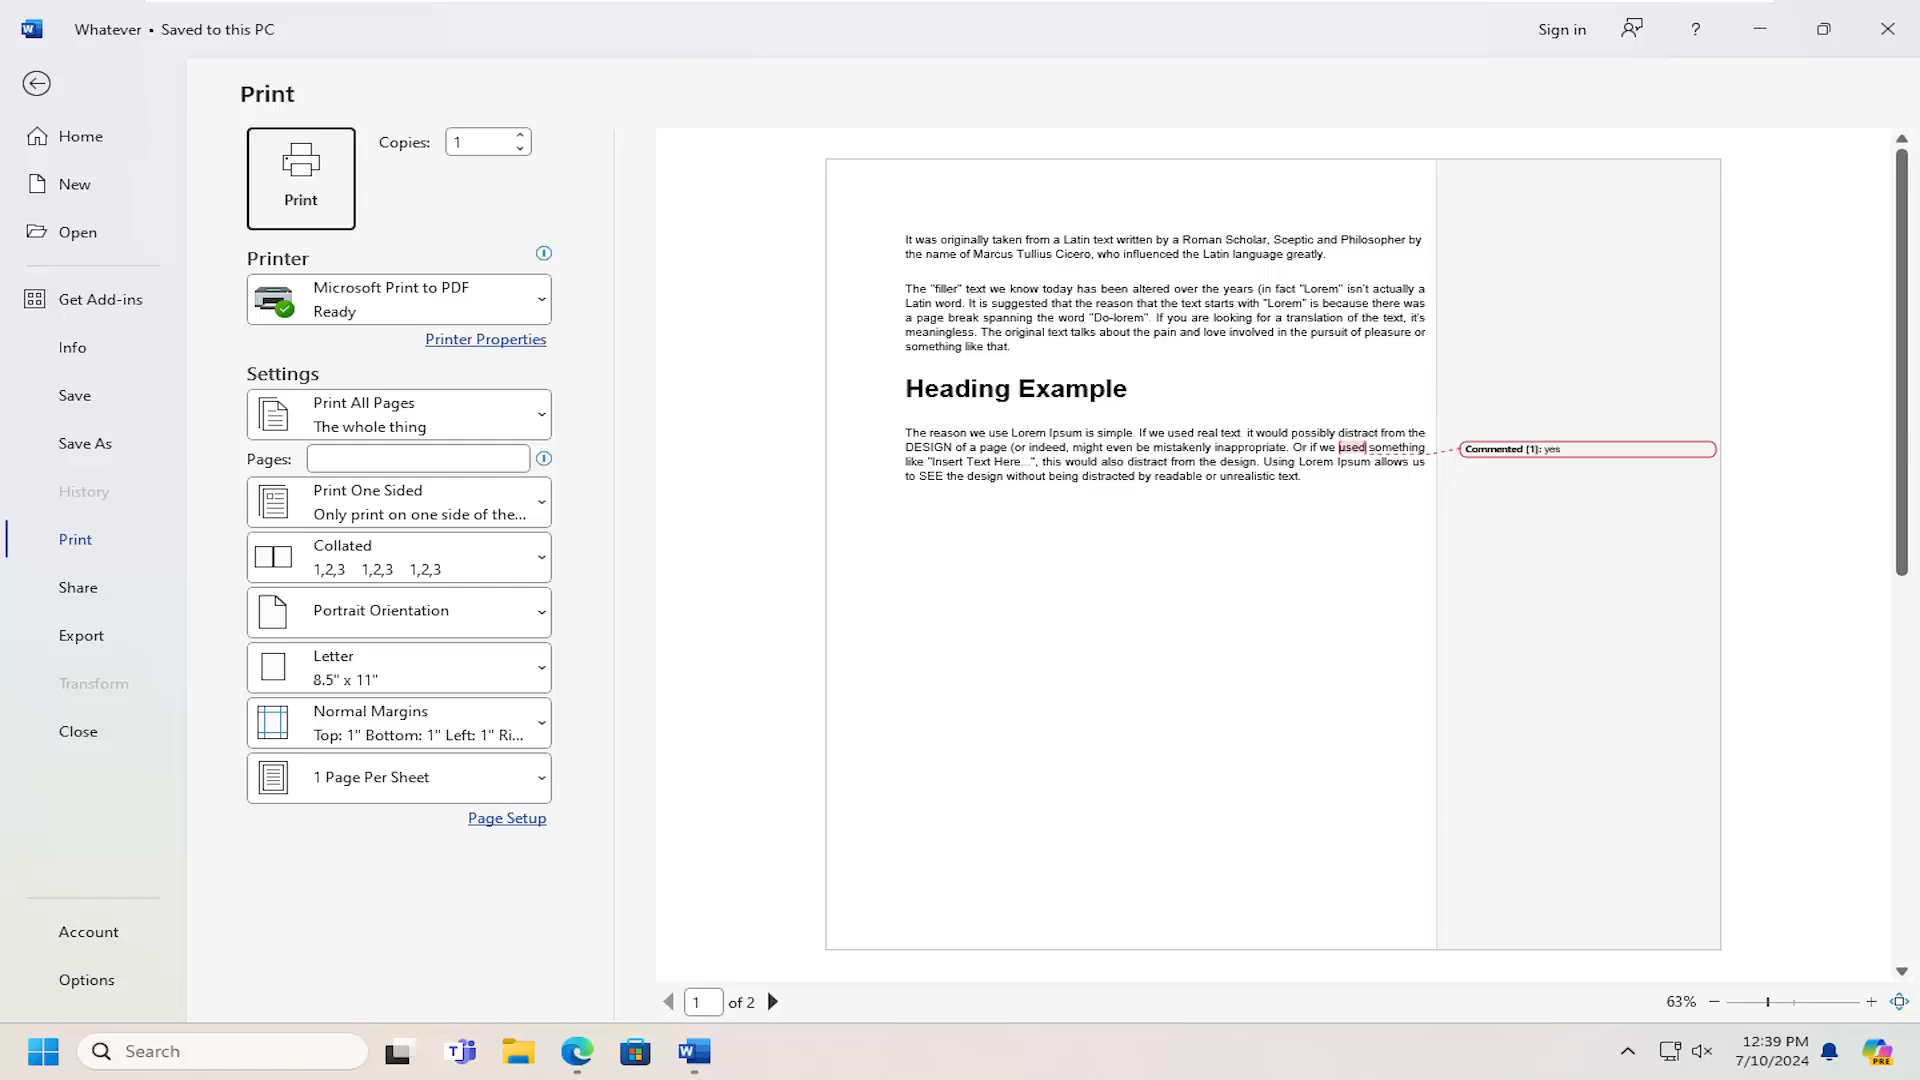 Whatever • Saved to this PC
Sign in
?
Print
Home
New
Open
Get Add-ins
Info
Save
Save As
History
Print
Share
Export
Transform
Close
Account
Options
Print
Copies: 1
Printer
Microsoft Print to PDF
Ready
Printer Properties
Settings
Print All Pages
The whole thing
Pages:
Print One Sided
Only print on one side of the...
Collated
1,2,3 1,2,3 1,2,3
Portrait Orientation
Letter
8.5" x 11"
Normal Margins
Top: 1" Bottom: 1" Left: 1" Ri...
1 Page Per Sheet
Page Setup
It was originally taken from a Latin text written by a Roman Scholar, Sceptic and Philosopher by
the name of Marcus Tullius Cicero, who influenced the Latin language greatly.
The "filler" text we know today has been altered over the years (in fact "Lorem" isn't actually a
Latin word. It is suggested that the reason that the text starts with "Lorem" is because there was
a page break spanning the word "Do-lorem". If you are looking for a translation of the text, it's
meaningless. The original text talks about the pain and love involved in the pursuit of pleasure or
something like that.
Heading Example
The reason we use Lorem Ipsum is simple. If we used real text, it would possibly distract from the
DESIGN of a page (or indeed, might even be mistakenly inappropriate. Or if we used something
like "Insert Text Here...", this would also distract from the design. Using Lorem Ipsum allows us
to SEE the design without being distracted by readable or unrealistic text.
Commented [1]: yes
1 of 2
63%
Search
12:39 PM
7/10/2024
PRE